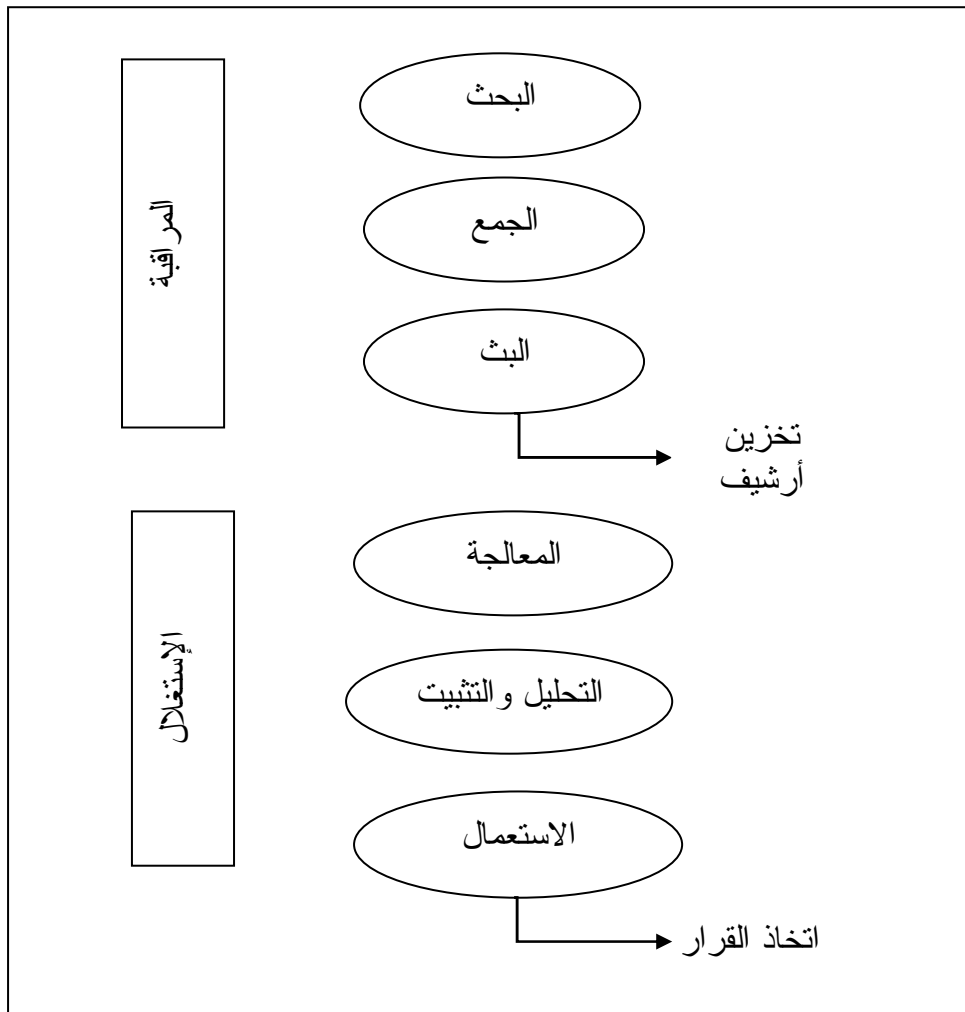 البحث
الجمع
المراقبة
البث
تخزين
أرشيف
المعالجة
الإستغلال
التحليل والتثبيت
الاستعمال
اتخاذ القرار